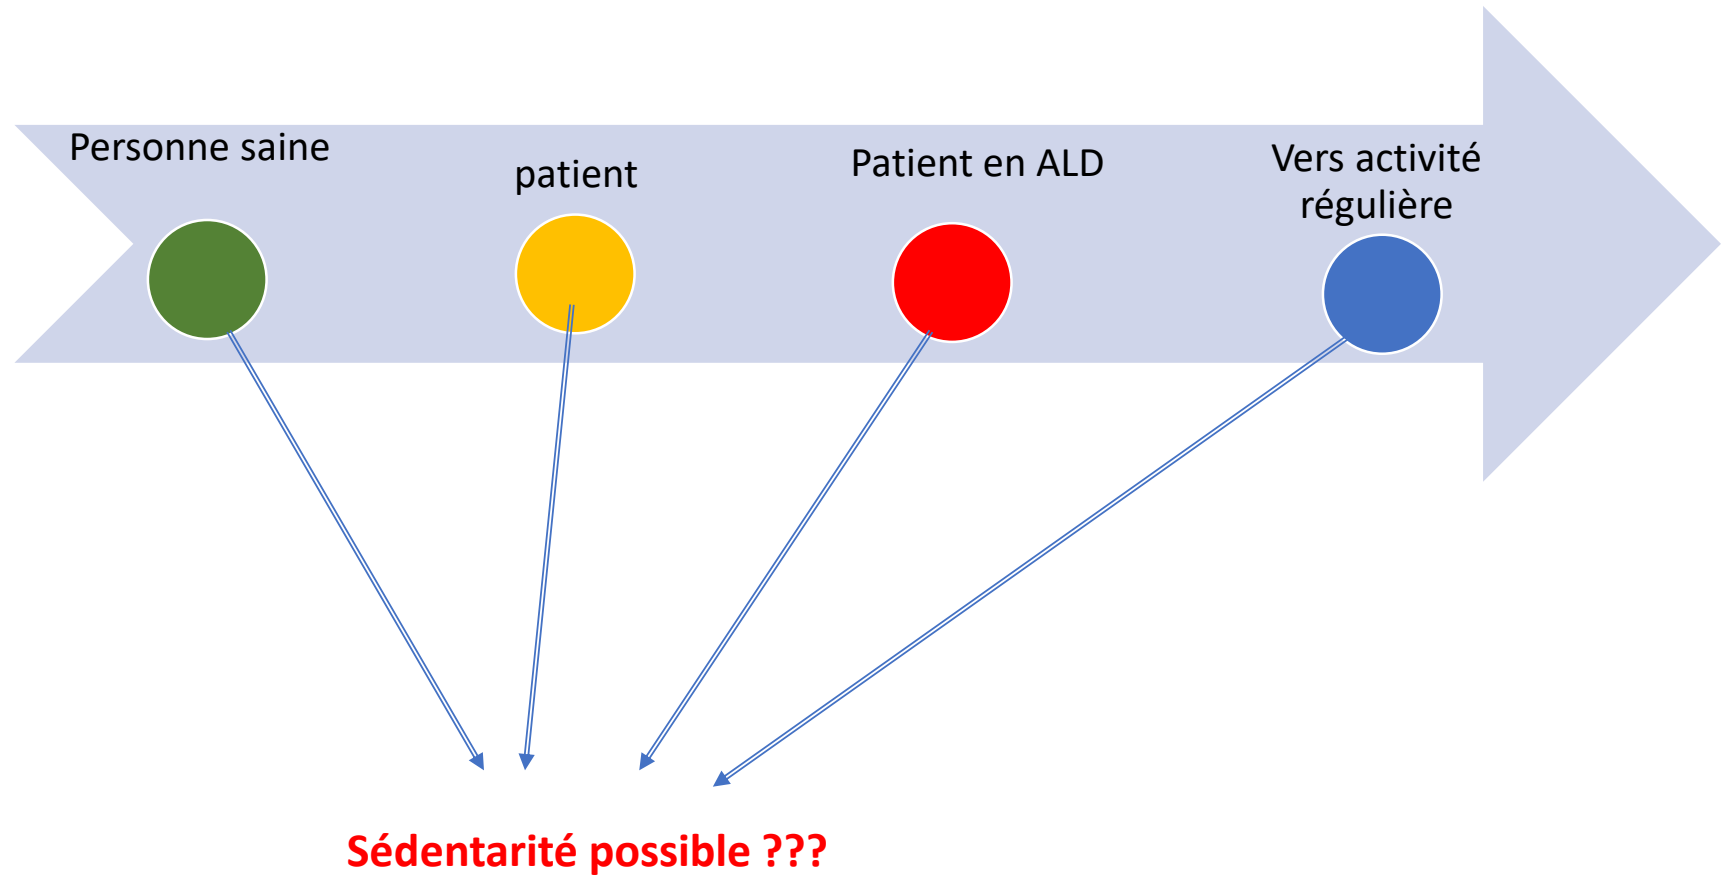 Personne saine
patient
Patient en ALD
Vers activité
régulière
Sédentarité possible ???